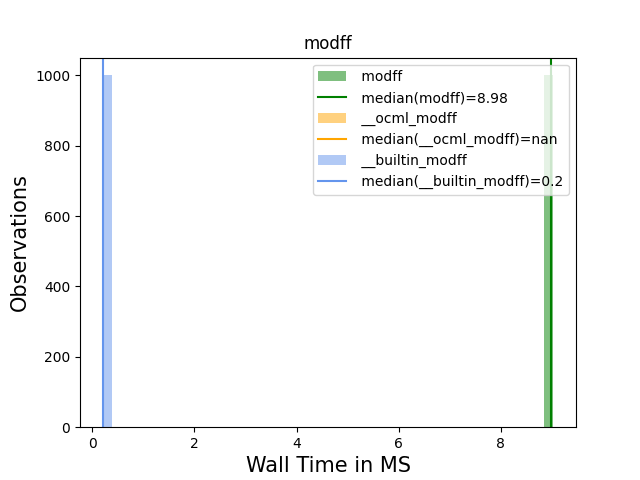 modff
modff
median(modff)=8.98
__ocml_modff
median(__ocml_modff)=nan
__builtin_modff
median(__builtin_modff)=0.2
Observations
1000
800
600
400
200
0
0 2 4 6 8
Wall Time in MS